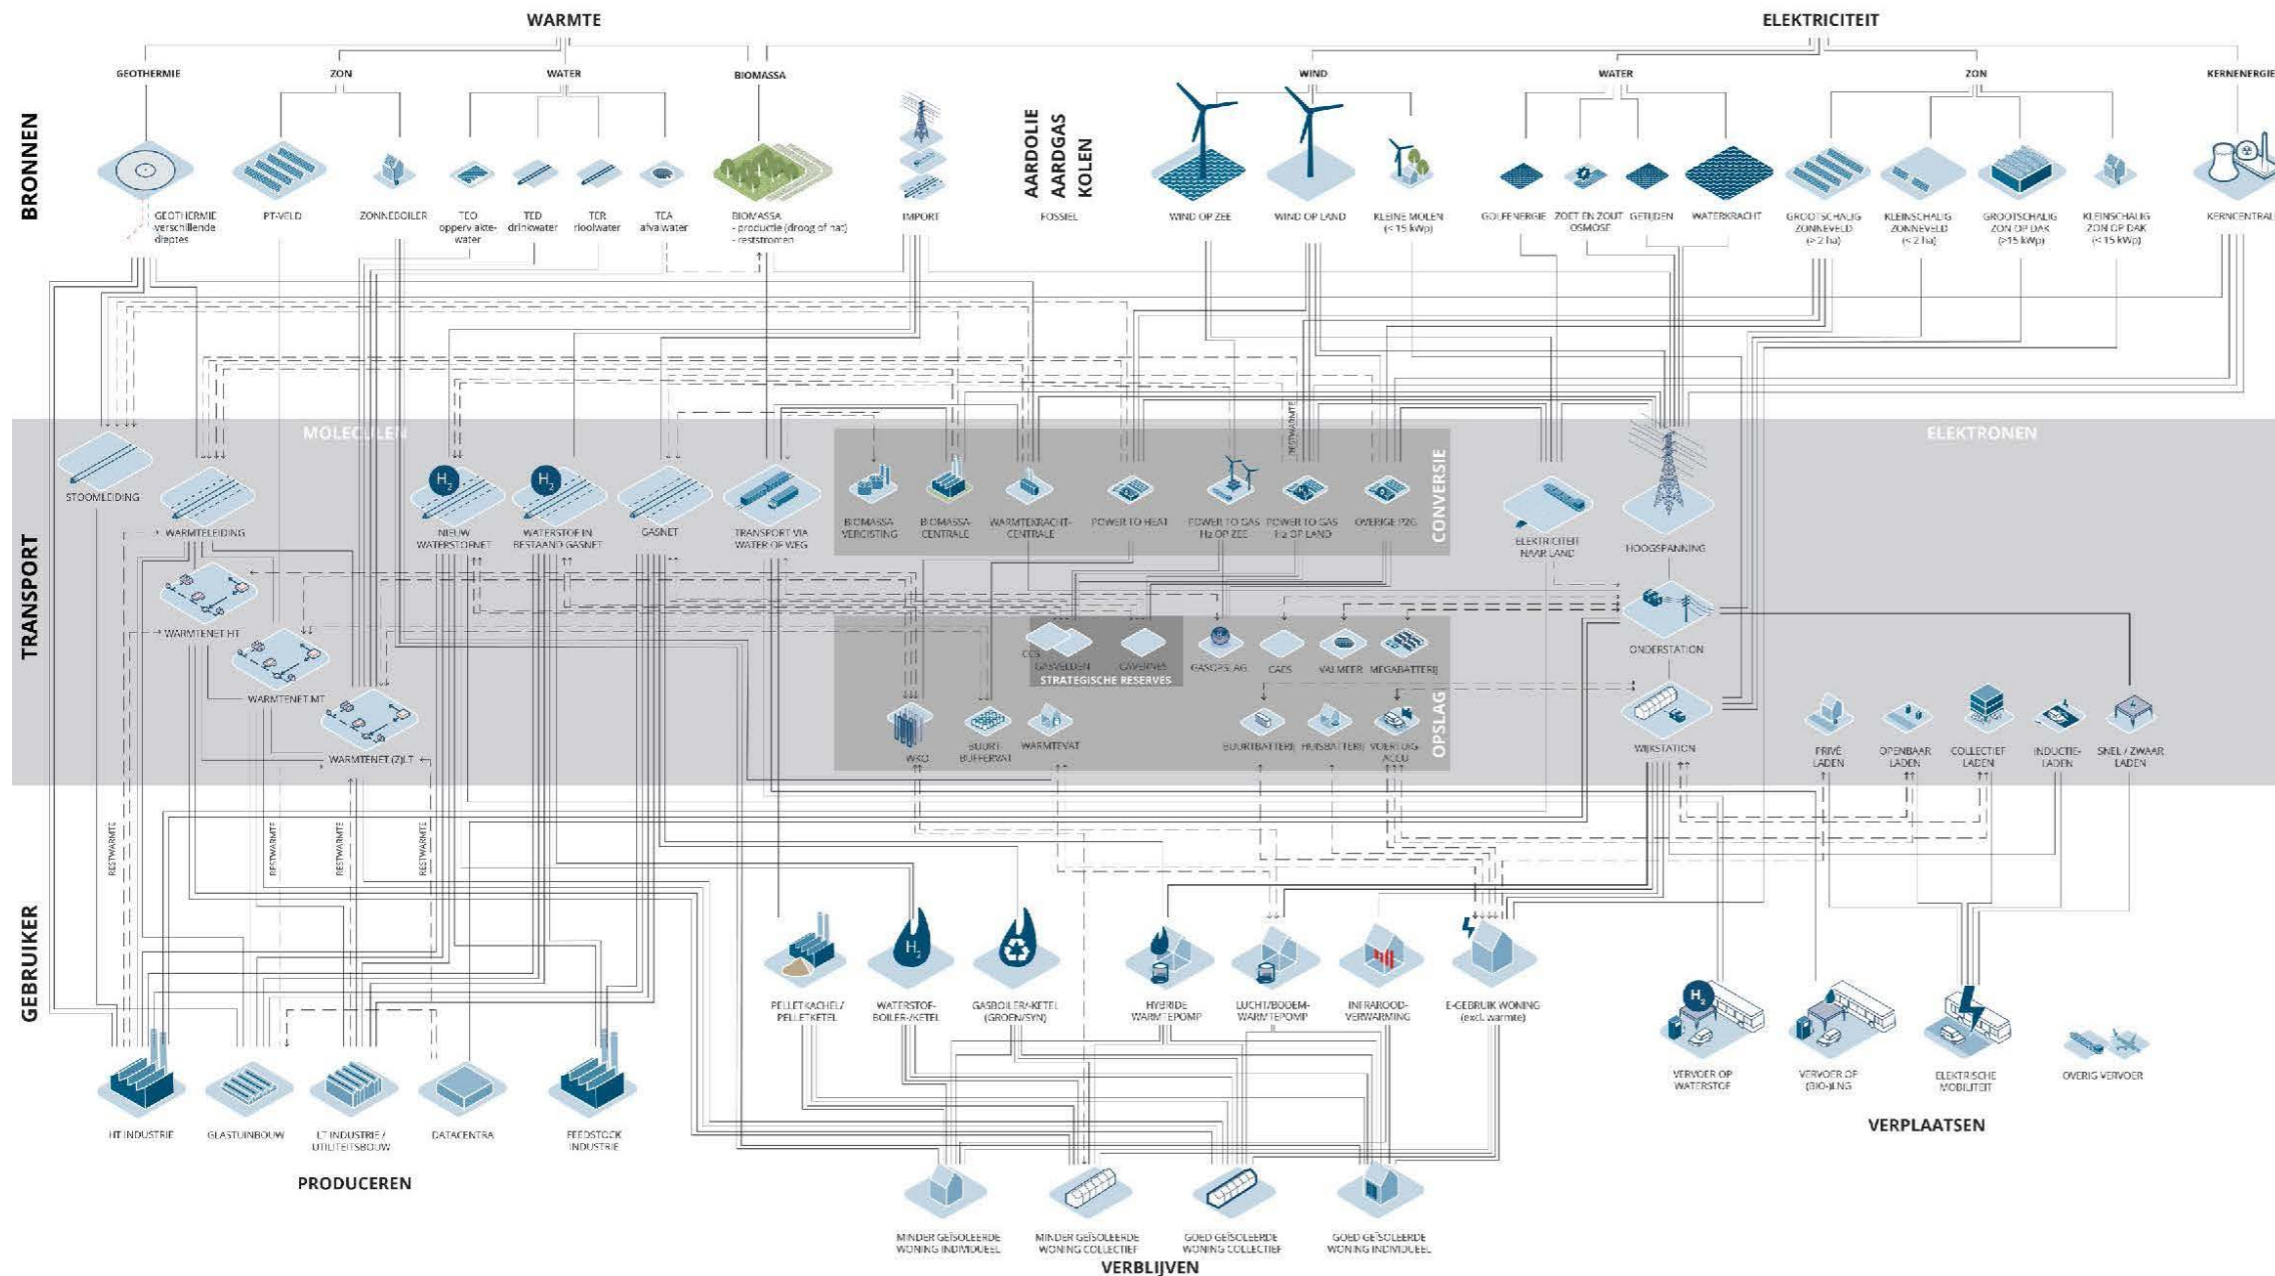 WARMTE
ELEKTRICITEIT
GEOTHERMIE
ZON
WATER
BIOMASSA
WIND
WATER
ZON
KERNENERGIE
BRONNEN
AARDOLIE
AARDGAS
KOLEN
GEOTHERMIE
verschillende
dieptes
PT-VELD
ZONNEBOILER
TEO
oppervlakte-
water
TED
drinkwater
TER
rioolwater
TEA
afvalwater
BIOMASSA
- productie (droog of nat)
- reststromen
IMPORT
FOSSIEL
WIND OP ZEE
WIND OP LAND
KLEINE MOLEN
(< 15 kWp)
GOLFENERGIE
ZOET EN ZOUT
OSMOSE
GETIJDEN
WATERKRACHT
GROOTSCHALIG
ZONNEVELD
(> 2 ha)
KLEINSCHALIG
ZONNEVELD
(< 2 ha)
GROOTSCHALIG
ZON OP DAK
(>15 kWp)
KLEINSCHALIG
ZON OP DAK
(< 15 kWp)
KERNCENTRAL
TRANSPORT
MOLECULEN
ELEKTRONEN
CONVERSIE
RESTWARMTE
STOOMLEIDING
WARMTELEIDING
H2
NIEUW
WATERSTOFNET
H2
WATERSTOF IN
BESTAAND GASNET
GASNET
TRANSPORT VIA
WATER OF WEG
BIOMASSA
VERGISTING
BIOMASSA-
CENTRALE
WARMTEKRACHT-
CENTRALE
POWER TO HEAT
POWER TO GAS
H2 OP ZEE
POWER TO GAS
H2 OP LAND
OVERIGE P2G
ELEKTRICITEIT
NAAR LAND
HOOGSPANNING
WARMTENET HT
WARMTENET MT
WARMTENET (Z)LT
OPSLAG
CCS
GASVELDEN
CAVERNES
STRATEGISCHE RESERVES
GASOPSLAG
CAES
VALMEER
MEGABATTERIJ
ONDERSTATION
WKO
BUURT-
BUFFERVAT
WARMTEVAT
BUURTBATTERIJ
HUISBATTERIJ
VOERTUIG-
ACCU
WIJKSTATION
PRIVÉ
LADEN
OPENBAAR
LADEN
COLLECTIEF
LADEN
INDUCTIE-
LADEN
SNEL / ZWAAR
LADEN
GEBRUIKER
RESTWARMTE
RESTWARMTE
RESTWARMTE
RESTWARMTE
PELLETKACHEL/
PELLETKETEL
H2
WATERSTOF-
BOILER-/KETEL
GASBOILER/-KETEL
(GROEN/SYN)
HYBRIDE
WARMTEPOMP
LUCHT/BODEM-
WARMTEPOMP
INFRAROOD-
VERWARMING
E-GEBRUIK WONING
(excl. warmte)
HT INDUSTRIE
GLASTUINBOUW
LT INDUSTRIE /
UTILITEITSBOUW
DATACENTRA
FEEDSTOCK
INDUSTRIE
PRODUCEREN
H2
VERVOER OP
WATERSTOF
VERVOER OP
(BIO-)LNG
ELEKTRISCHE
MOBILITEIT
OVERIG VERVOER
VERPLAATSEN
MINDER GEÏSOLEERDE
WONING INDIVIDUEEL
MINDER GEÏSOLEERDE
WONING COLLECTIEF
GOED GEÏSOLEERDE
WONING COLLECTIEF
GOED GEÏSOLEERDE
WONING INDIVIDUEEL
VERBLIJVEN